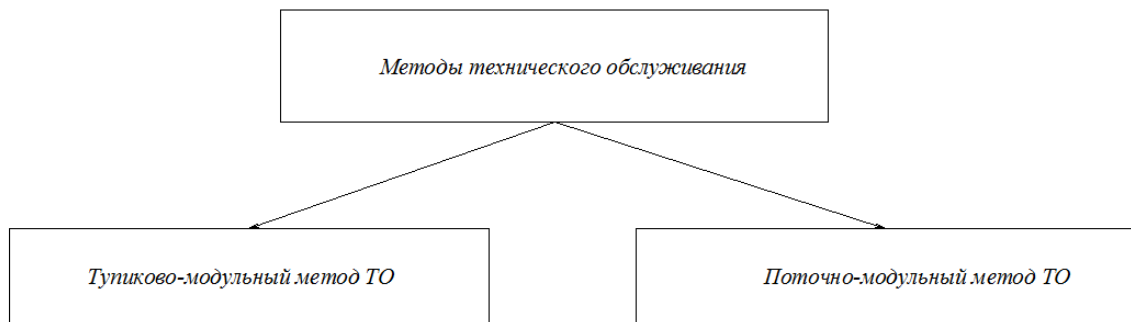 Методы технического обслуживания
Тупиково-модульный метод ТО
Поточно-модульный метод ТО